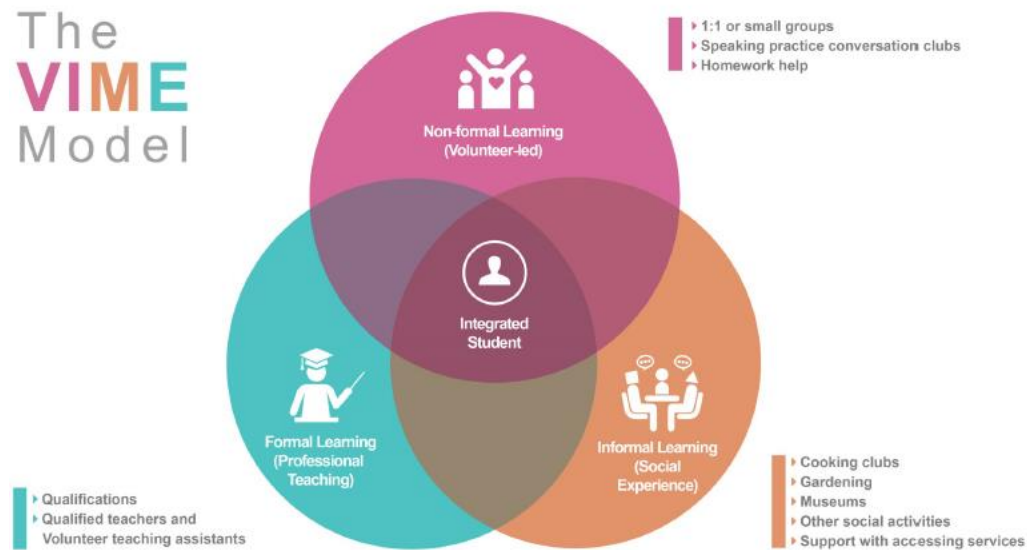 The
VIME
Model
1:1 or small groups
Speaking practice conversation clubs
Homework help
Non-formal Learning
(Volunteer-led)
Integrated
Student
Formal Learning
(Professional
Teaching)
Informal Learning
(Social
Experience)
Qualifications
Qualified teachers and
Volunteer teaching assistants
Cooking clubs
Gardening
Museums
Other social activities
Support with accessing services